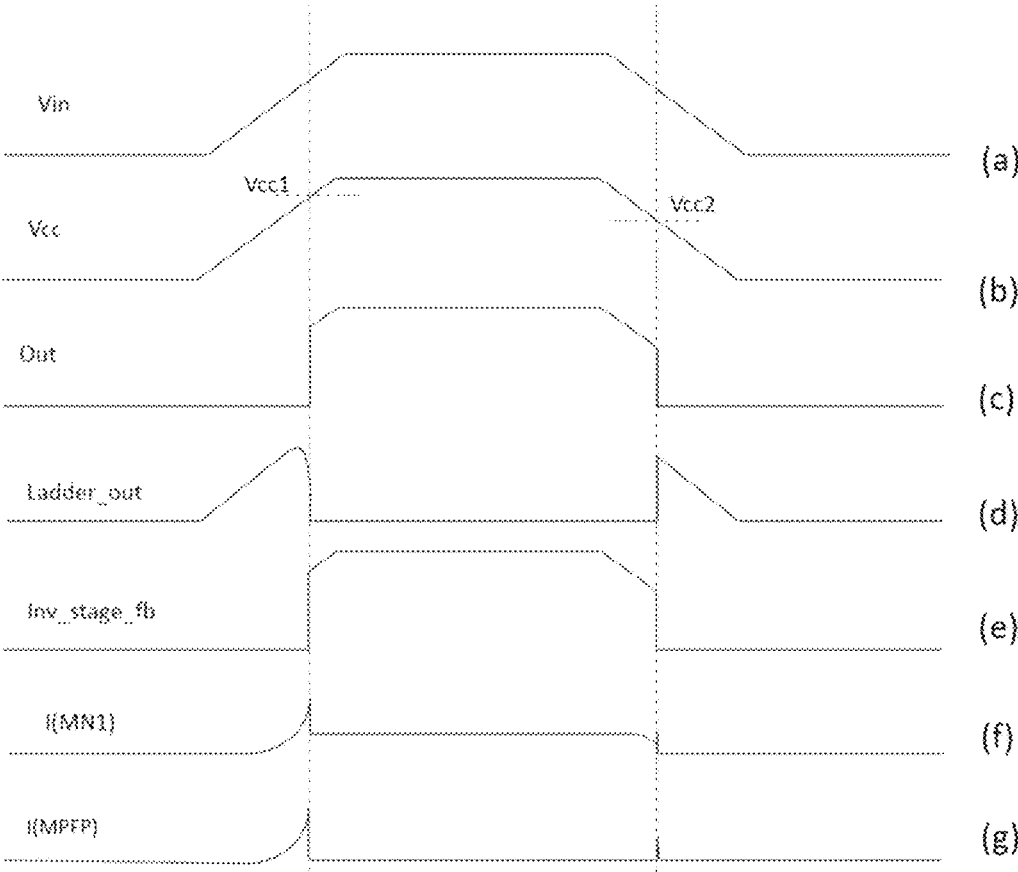 Vin
(a)
Vcc1
Vcc2
Vcc
(b)
Out
(c)
Ladder_out
(d)
Inv_stage_fb
(e)
I(MN1)
(f)
I(MPFP)
(g)